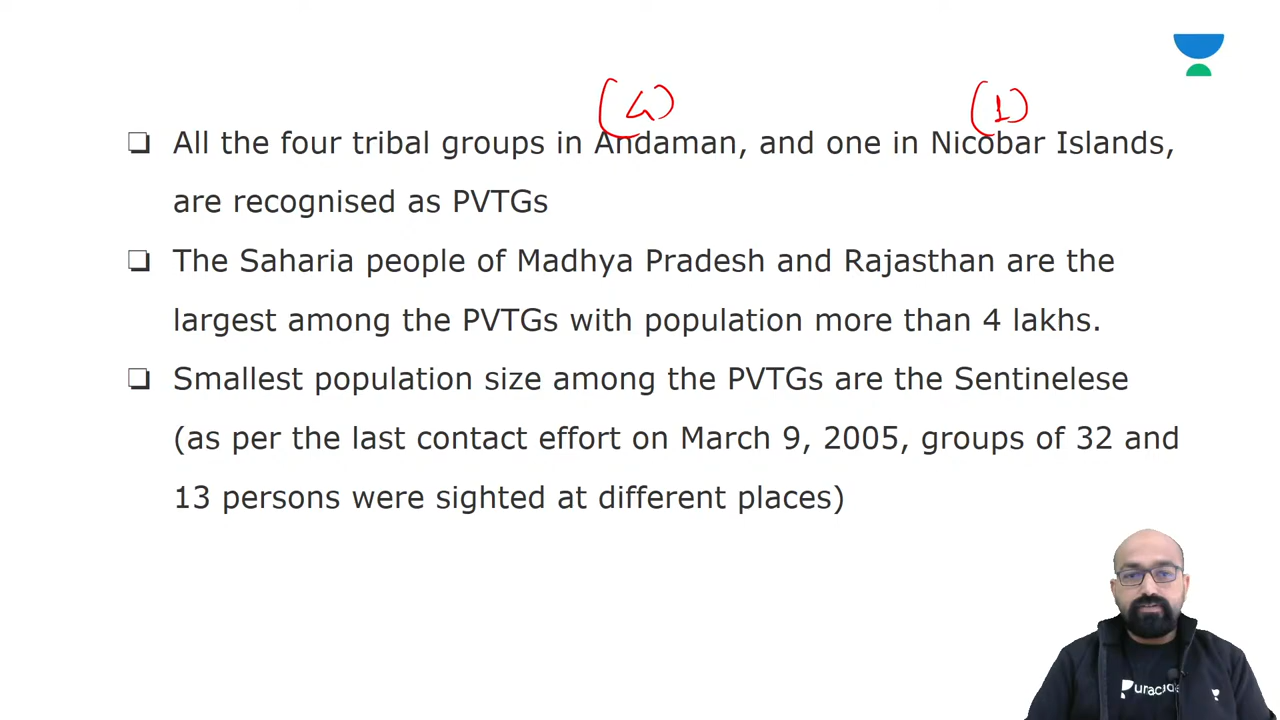 (4)
(1)
❑ All the four tribal groups in Andaman, and one in Nicobar Islands,
are recognised as PVTGs
❑ The Saharia people of Madhya Pradesh and Rajasthan are the
largest among the PVTGs with population more than 4 lakhs.
❑ Smallest population size among the PVTGs are the Sentinelese
(as per the last contact effort on March 9, 2005, groups of 32 and
13 persons were sighted at different places)